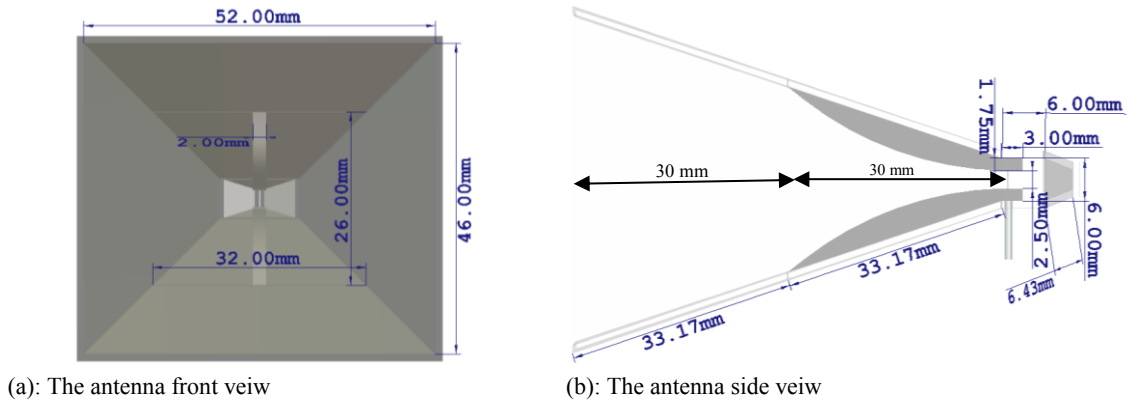 52.00mm
2.00mm
26.00mm
46.00mm
32.00mm
(a): The antenna front veiw
1.75mm
6.00mm
3.00mm
30 mm
30 mm
2.50mm
6.00mm
6.43mm
33.17mm
33.17mm
(b): The antenna side veiw